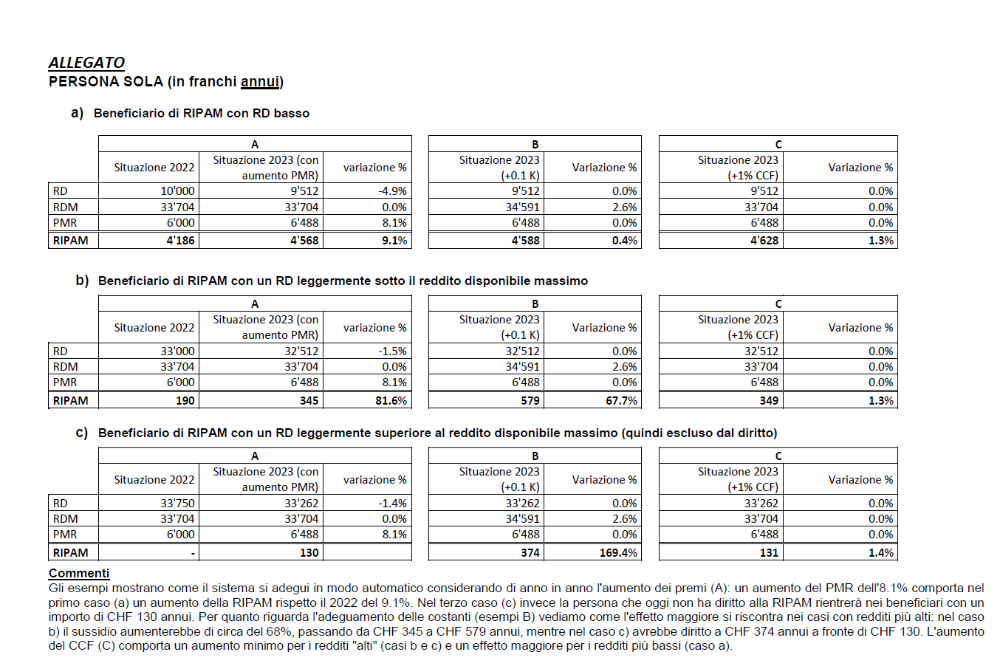 ALLEGATO
PERSONA SOLA (in franchi annui)
a) Beneficiario di RIPAM con RD basso
A B C
Situazione 2022 Situazione 2023 (con aumento PMR) variazione % Situazione 2023 (+0.1 K) Variazione % Situazione 2023 (+1% CCF) Variazione %
RD 10'000 9'512 -4.9% 9'512 0.0% 9'512 0.0%
RDM 33'704 33'704 0.0% 34'591 2.6% 33'704 0.0%
PMR 6'000 6'488 8.1% 6'488 0.0% 6'488 0.0%
RIPAM 4'186 4'568 9.1% 4'588 0.4% 4'628 1.3%
b) Beneficiario di RIPAM con un RD leggermente sotto il reddito disponibile massimo
A B C
Situazione 2022 Situazione 2023 (con aumento PMR) variazione % Situazione 2023 (+0.1 K) Variazione % Situazione 2023 (+1% CCF) Variazione %
RD 33'000 32'512 -1.5% 32'512 0.0% 32'512 0.0%
RDM 33'704 33'704 0.0% 34'591 2.6% 33'704 0.0%
PMR 6'000 6'488 8.1% 6'488 0.0% 6'488 0.0%
RIPAM 190 345 81.6% 579 67.7% 349 1.3%
c) Beneficiario di RIPAM con un RD leggermente superiore al reddito disponibile massimo (quindi escluso dal diritto)
A B C
Situazione 2022 Situazione 2023 (con aumento PMR) variazione % Situazione 2023 (+0.1 K) Variazione % Situazione 2023 (+1% CCF) Variazione %
RD 33'750 33'262 -1.4% 33'262 0.0% 33'262 0.0%
RDM 33'704 33'704 0.0% 34'591 2.6% 33'704 0.0%
PMR 6'000 6'488 8.1% 6'488 0.0% 6'488 0.0%
RIPAM - 130 374 169.4% 131 1.4%
Commenti
Gli esempi mostrano come il sistema si adegui in modo automatico considerando di anno in anno l'aumento dei premi (A): un aumento del PMR dell'8.1% comporta nel
primo caso (a) un aumento della RIPAM rispetto il 2022 del 9.1%. Nel terzo caso (c) invece la persona che oggi non ha diritto alla RIPAM rientrerà nei beneficiari con un
importo di CHF 130 annui. Per quanto riguarda l'adeguamento delle costanti (esempi B) vediamo come l'effetto maggiore si riscontra nei casi con redditi più alti: nel caso
b) il sussidio aumenterebbe di circa del 68%, passando da CHF 345 a CHF 579 annui, mentre nel caso c) avrebbe diritto a CHF 374 annui a fronte di CHF 130. L'aumento
del CCF (C) comporta un aumento minimo per i redditi "alti" (casi b e c) e un effetto maggiore per i redditi più bassi (caso a).